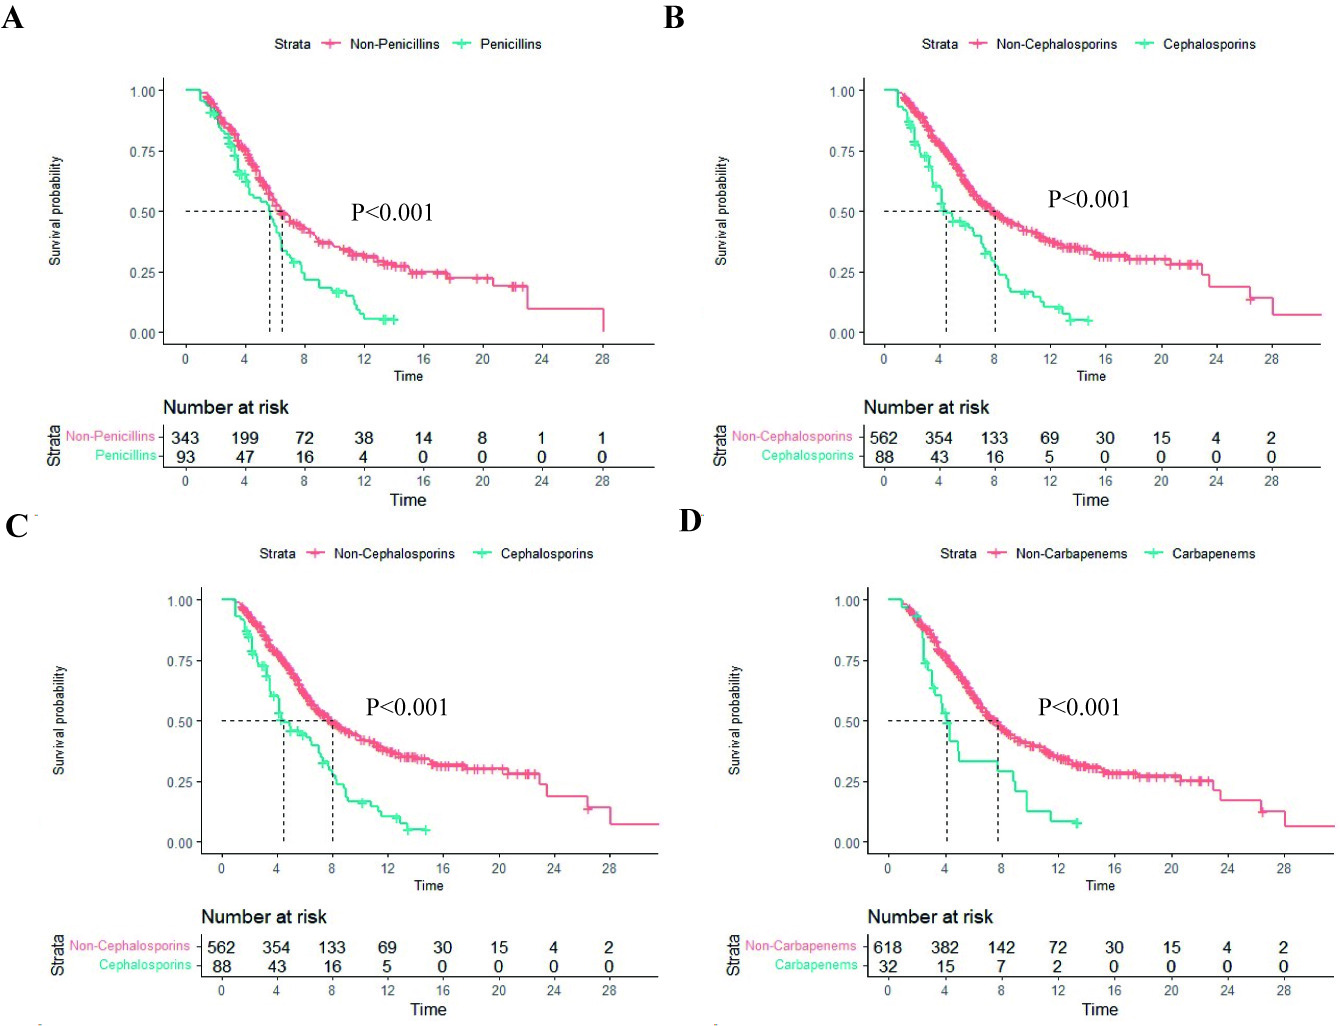 A
Strata Non-Penicillins Penicillins
Survival probability
1.00
0.75
0.50
0.25
0.00
P<0.001
0 4 8 12 16 20 24 28
Time
Number at risk
Strata
Non-Penicillins 343 199 72 38 14 8 1 1
Penicillins 93 47 16 4 0 0 0 0
0 4 8 12 16 20 24 28
Time
B
Strata Non-Cephalosporins Cephalosporins
Survival probability
1.00
0.75
0.50
0.25
0.00
P<0.001
0 4 8 12 16 20 24 28
Time
Number at risk
Strata
Non-Cephalosporins 562 354 133 69 30 15 4 2
Cephalosporins 88 43 16 5 0 0 0 0
0 4 8 12 16 20 24 28
Time
C
Strata Non-Cephalosporins Cephalosporins
Survival probability
1.00
0.75
0.50
0.25
0.00
P<0.001
0 4 8 12 16 20 24 28
Time
Number at risk
Strata
Non-Cephalosporins 562 354 133 69 30 15 4 2
Cephalosporins 88 43 16 5 0 0 0 0
0 4 8 12 16 20 24 28
Time
D
Strata Non-Carbapenems Carbapenems
Survival probability
1.00
0.75
0.50
0.25
0.00
P<0.001
0 4 8 12 16 20 24 28
Time
Number at risk
Strata
Non-Carbapenems 618 382 142 72 30 15 4 2
Carbapenems 32 15 7 2 0 0 0 0
0 4 8 12 16 20 24 28
Time